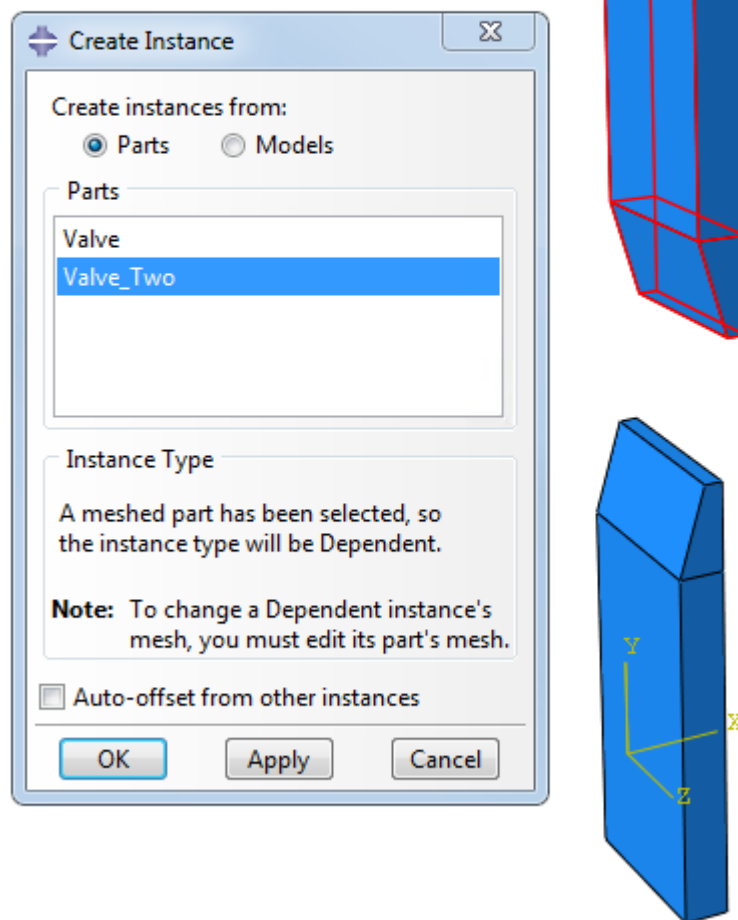 Create Instance
Create instances from:
Parts Models
Parts
Valve
Valve_Two
Instance Type
A meshed part has been selected, so
the instance type will be Dependent.
Note: To change a Dependent instance's
mesh, you must edit its part's mesh.
Auto-offset from other instances
OK Apply Cancel
Y
X
Z